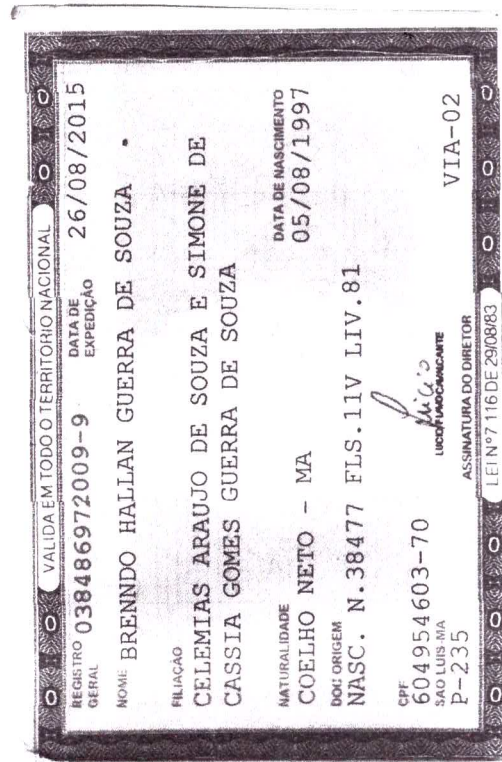 VALIDA EM TODO O TERRITÓRIO NACIONAL
REGISTRO GERAL 038486972009-9 DATA DE EXPEDIÇÃO 26/08/2015
NOME BRENNDO HALLAN GUERRA DE SOUZA .
FILIAÇÃO
CELEMIAS ARAUJO DE SOUZA E SIMONE DE
CASSIA GOMES GUERRA DE SOUZA
NATURALIDADE DATA DE NASCIMENTO
COELHO NETO - MA 05/08/1997
DOC ORIGEM
NASC. N.38477 FLS.11V LIV.81
CPF
604954603-70
SAO LUIS-MA
P-235 VIA-02
ASSINATURA DO DIRETOR
LEI Nº 7 116 DE 29/08/83